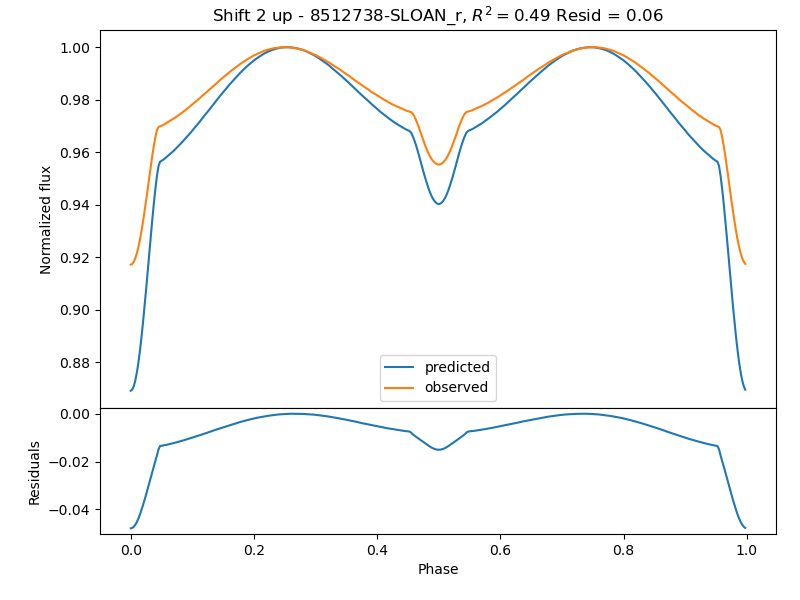 Shift 2 up - 8512738-SLOAN_r, R² = 0.49 Resid = 0.06
1.00
0.98
0.96
0.94
0.92
0.90
0.88
Normalized flux
predicted
observed
0.00
−0.02
−0.04
Residuals
0.0
0.2
0.4
0.6
0.8
1.0
Phase